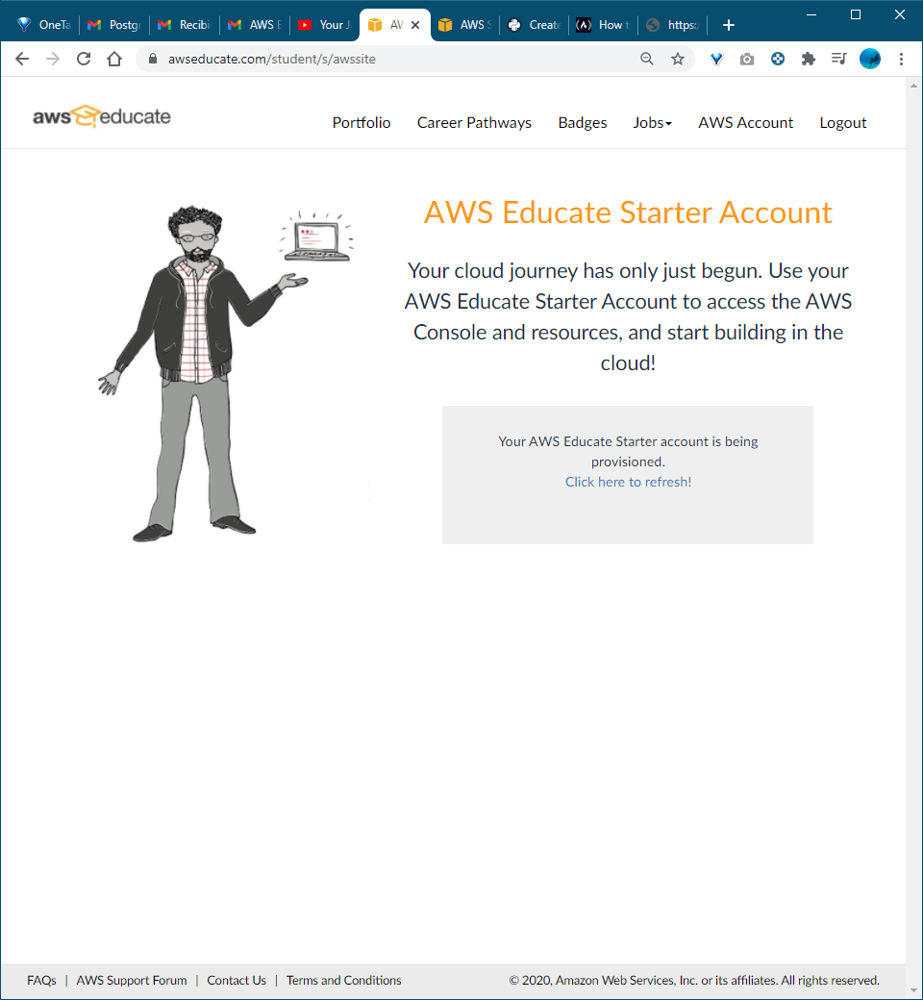 OneTa
Postgr
Recibi
AWS E
Your J
AW
AWS S
Create
How t
https:
awseducate.com/student/s/awssite
aws educate
Portfolio Career Pathways Badges Jobs AWS Account Logout
AWS Educate Starter Account
Your cloud journey has only just begun. Use your
AWS Educate Starter Account to access the AWS
Console and resources, and start building in the
cloud!
Your AWS Educate Starter account is being
provisioned.
Click here to refresh!
FAQs | AWS Support Forum | Contact Us | Terms and Conditions
© 2020, Amazon Web Services, Inc. or its affiliates. All rights reserved.